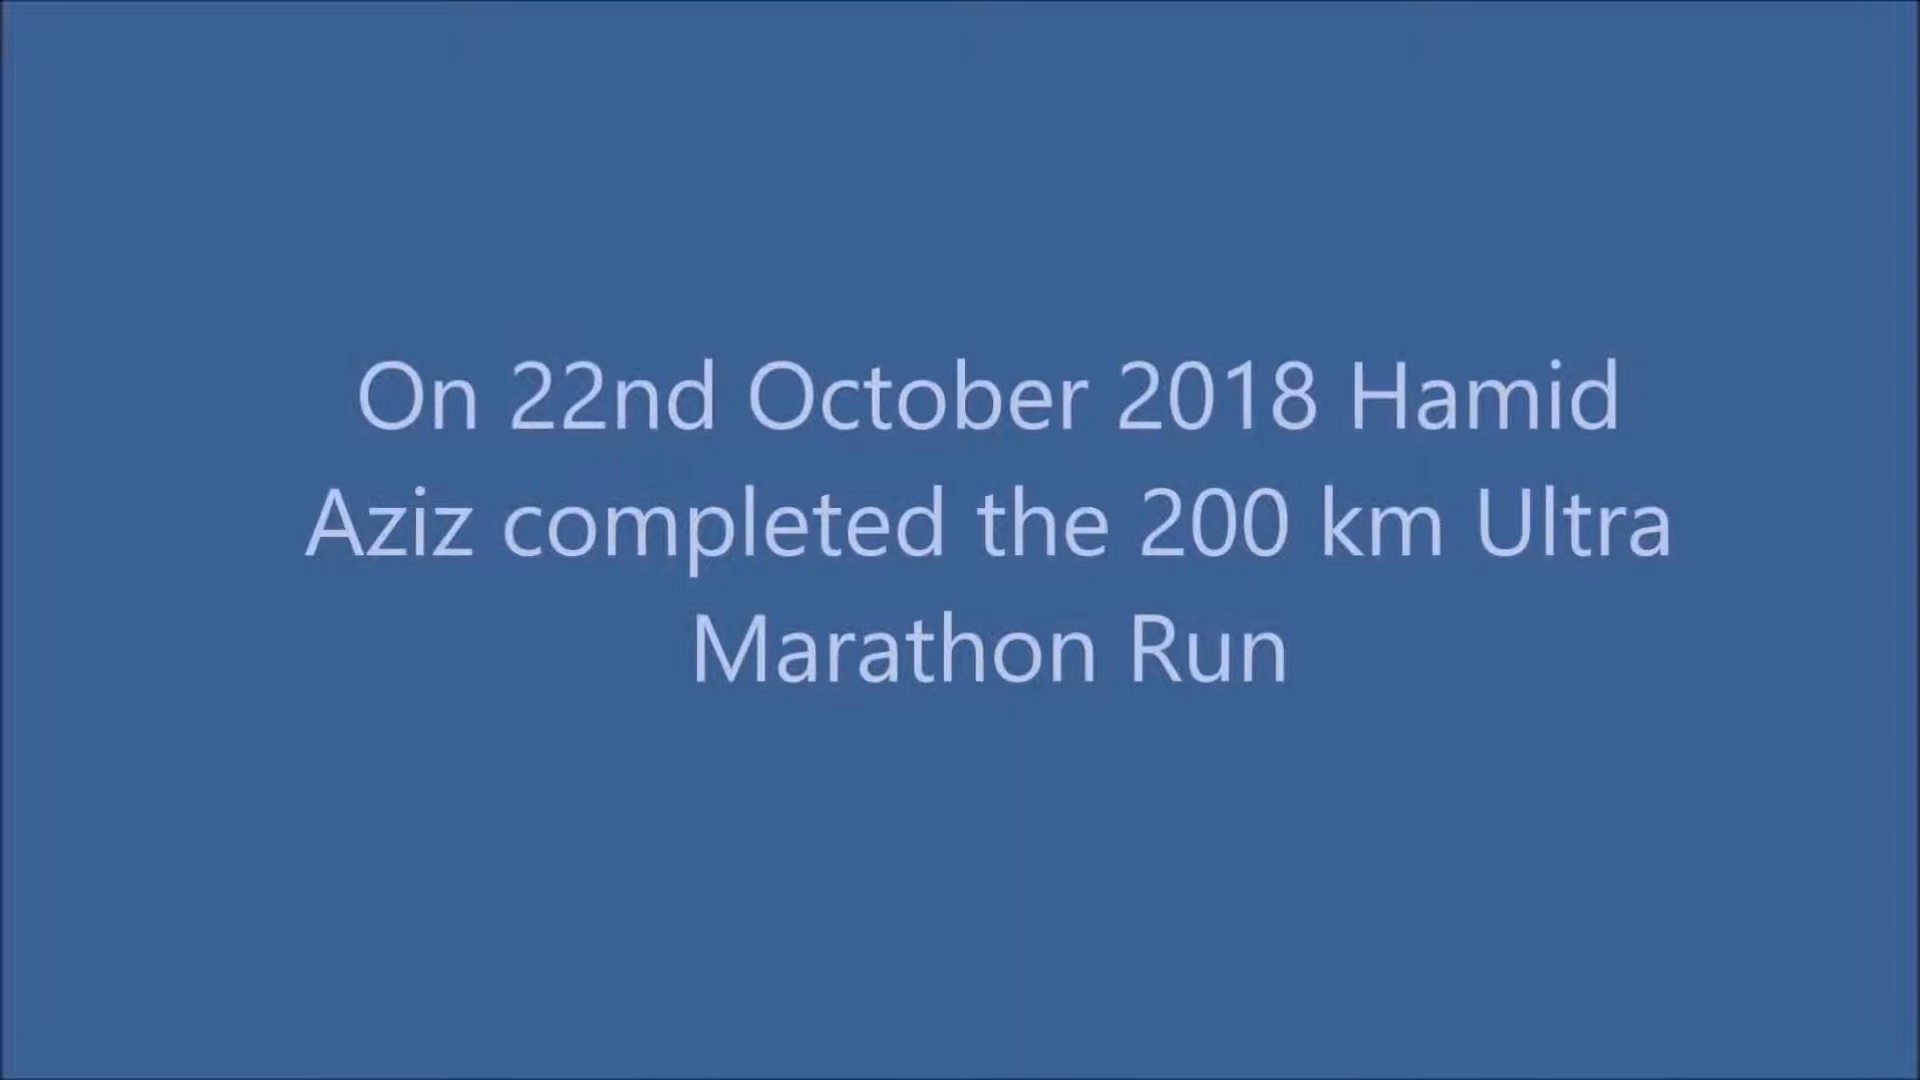 On 22nd October 2018 Hamid
Aziz completed the 200 km Ultra
Marathon Run